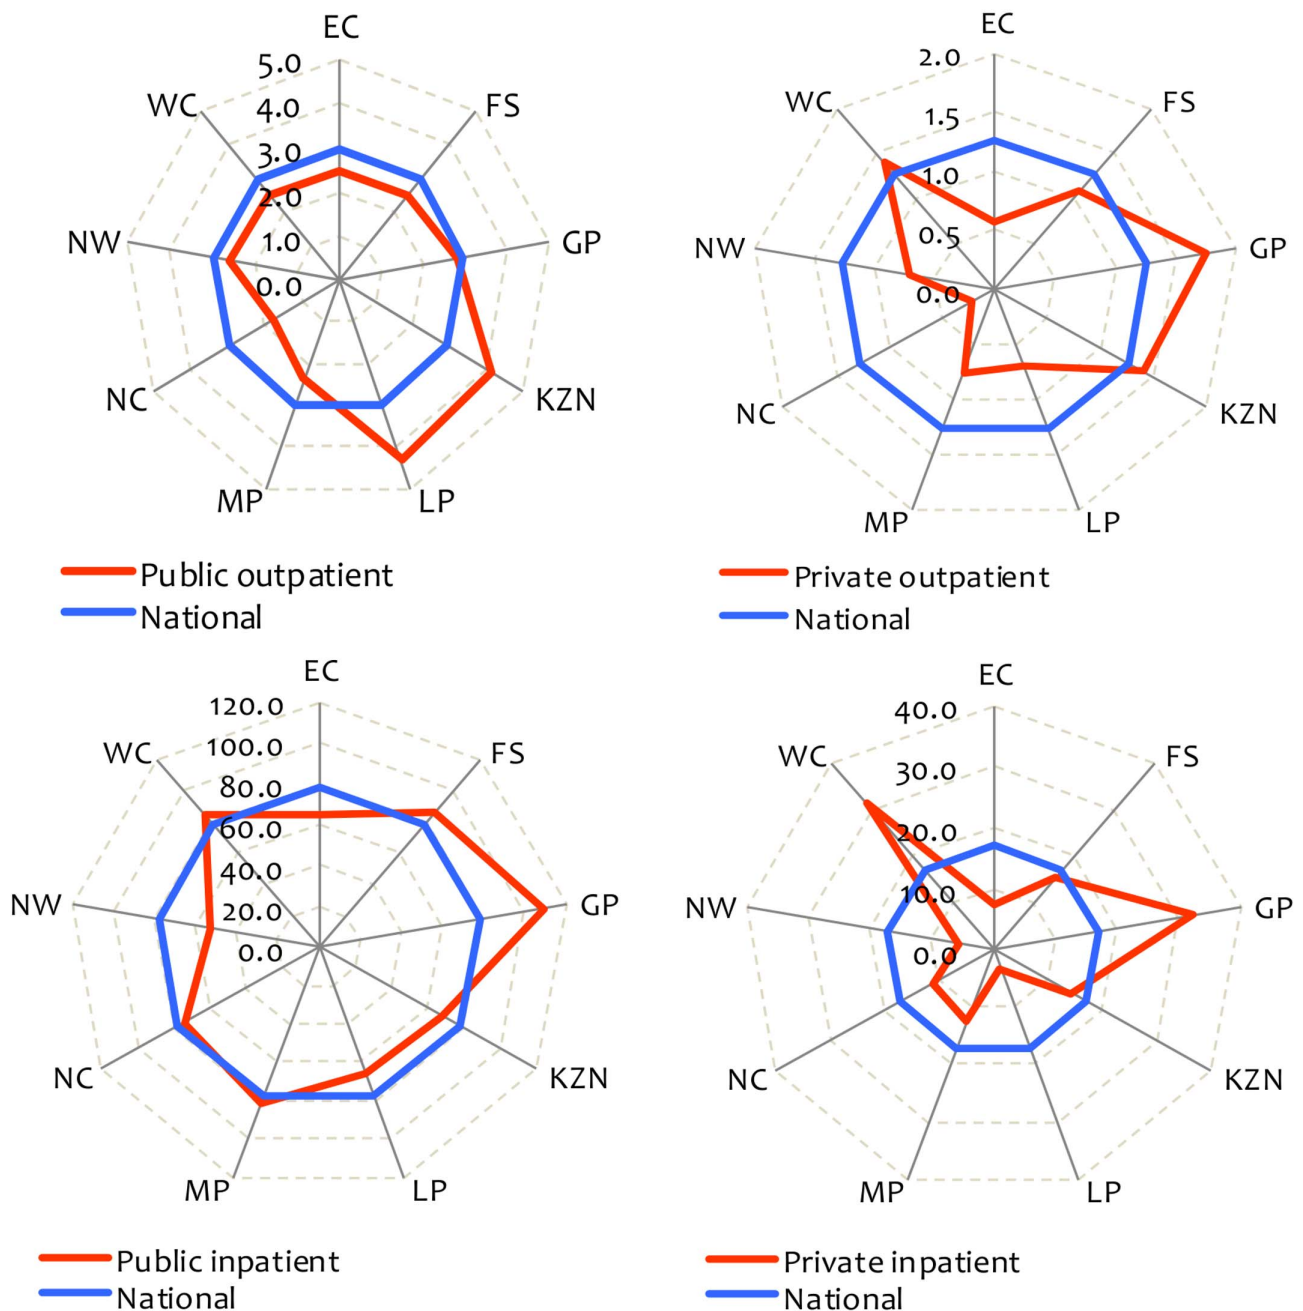 EC
5.0
4.0
3.0
2.0
1.0
0.0
FS
GP
KZN
LP
MP
NC
NW
WC
Public outpatient
National
EC
2.0
1.5
1.0
0.5
0.0
FS
GP
KZN
LP
MP
NC
NW
WC
Private outpatient
National
EC
120.0
100.0
80.0
60.0
40.0
20.0
0.0
FS
GP
KZN
LP
MP
NC
NW
WC
Public inpatient
National
EC
40.0
30.0
20.0
10.0
0.0
FS
GP
KZN
LP
MP
NC
NW
WC
Private inpatient
National